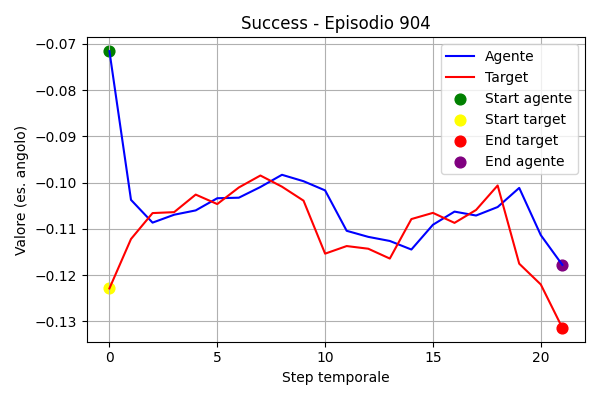 Success - Episodio 904
Valore (es. angolo)
−0.07
−0.08
−0.09
−0.10
−0.11
−0.12
−0.13
Agente
Target
Start agente
Start target
End target
End agente
0
5
10
15
20
Step temporale